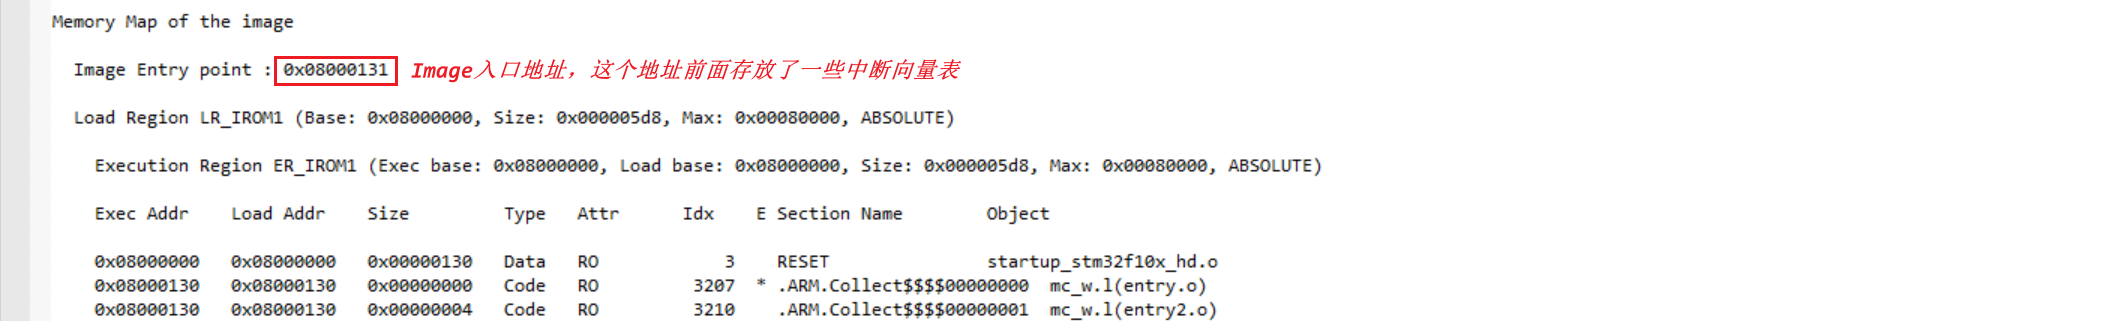 Memory Map of the image
Image Entry point : 0x08000131 Image入口地址，这个地址前面存放了一些中断向量表
Load Region LR_IROM1 (Base: 0x08000000, Size: 0x000005d8, Max: 0x00080000, ABSOLUTE)
Execution Region ER_IROM1 (Exec base: 0x08000000, Load base: 0x08000000, Size: 0x000005d8, Max: 0x00080000, ABSOLUTE)
Exec Addr Load Addr Size Type Attr Idx E Section Name Object
0x08000000 0x08000000 0x00000130 Data RO 3 RESET startup_stm32f10x_hd.o
0x08000130 0x08000130 0x00000000 Code RO 3207 * .ARM.Collect$$$$00000000 mc_w.l(entry.o)
0x08000130 0x08000130 0x00000004 Code RO 3210 .ARM.Collect$$$$00000001 mc_w.l(entry2.o)